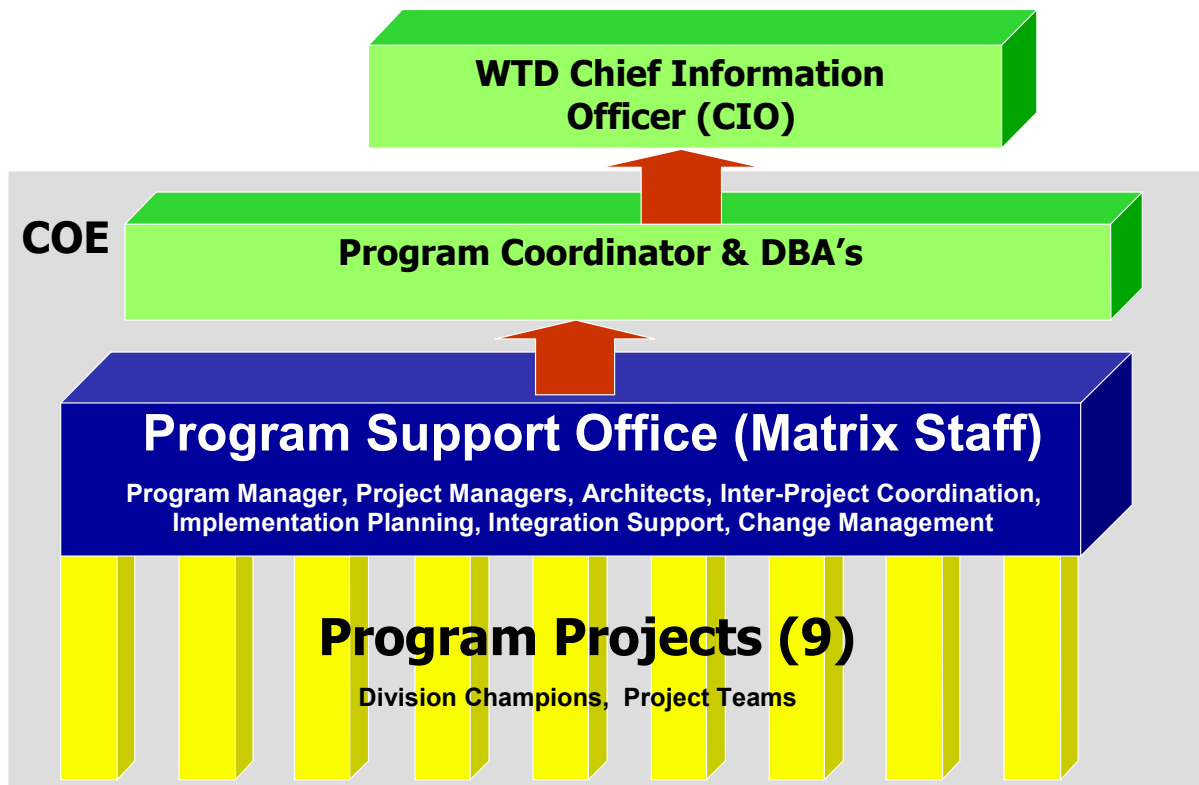 WTD Chief Information
Officer (CIO)
COE
Program Coordinator & DBA’s
Program Support Office (Matrix Staff)
Program Manager, Project Managers, Architects, Inter-Project Coordination,
Implementation Planning, Integration Support, Change Management
Program Projects (9)
Division Champions,  Project Teams